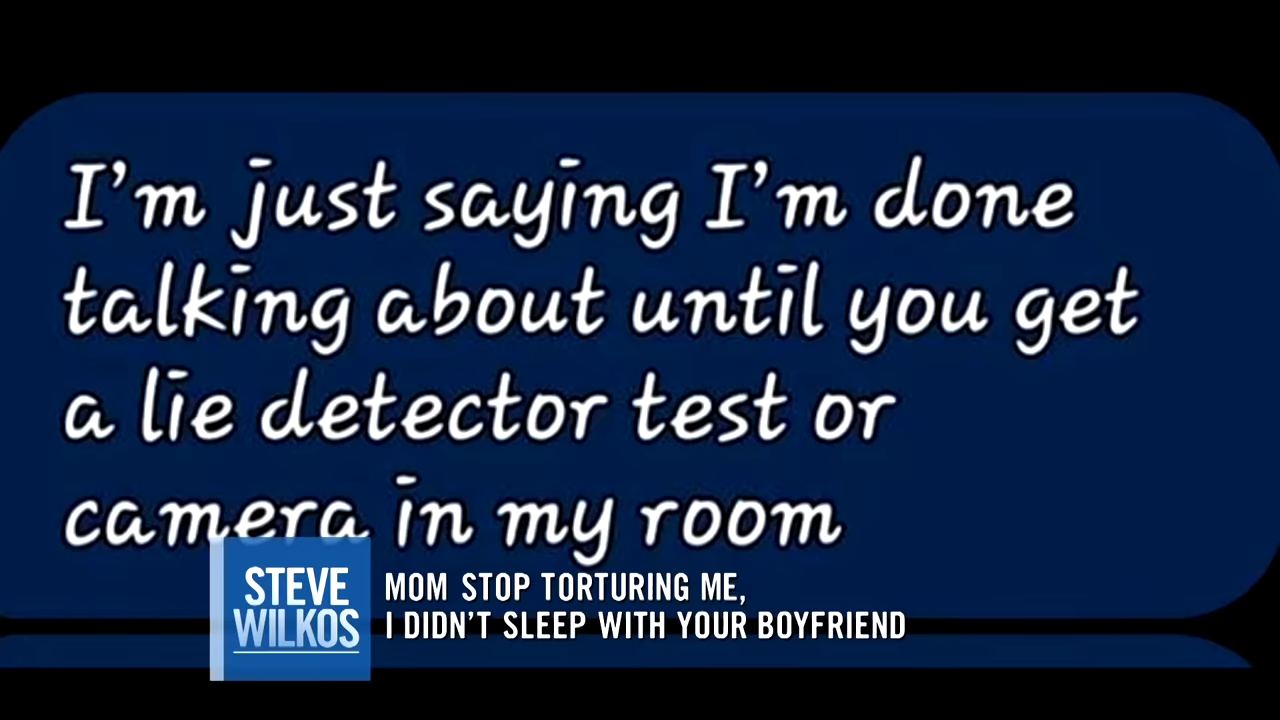 I'm just saying I'm done
talking about until you get
a lie detector test or
camera in my room
STEVE
WILKOS
MOM STOP TORTURING ME,
I DIDN'T SLEEP WITH YOUR BOYFRIEND